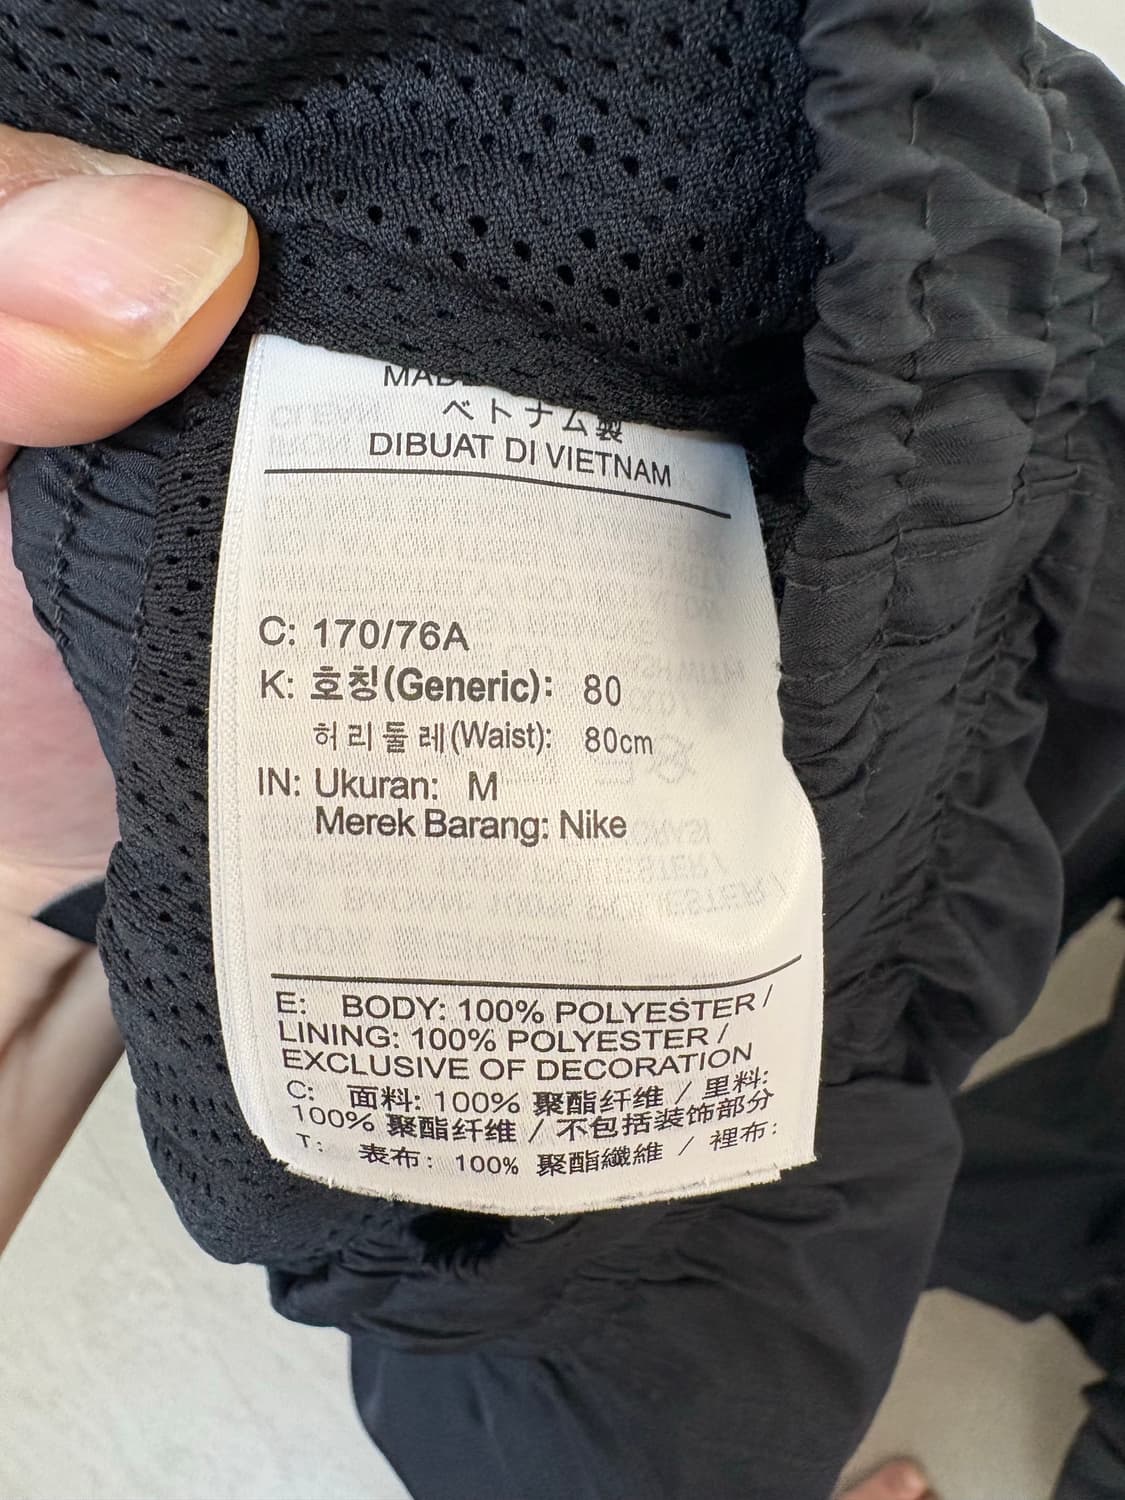 ベトナム製
DIBUAT DI VIETNAM
C: 170/76A
K: 호칭(Generic): 80
허리둘레(Waist): 80cm
IN: Ukuran: M
Merek Barang: Nike
E: BODY: 100% POLYESTER /
LINING: 100% POLYESTER /
EXCLUSIVE OF DECORATION
C: 面料: 100% 聚酯纤维 / 里料:
100% 聚酯纤维 / 不包括装饰部分
T: 表布: 100% 聚酯纖維 / 裡布: